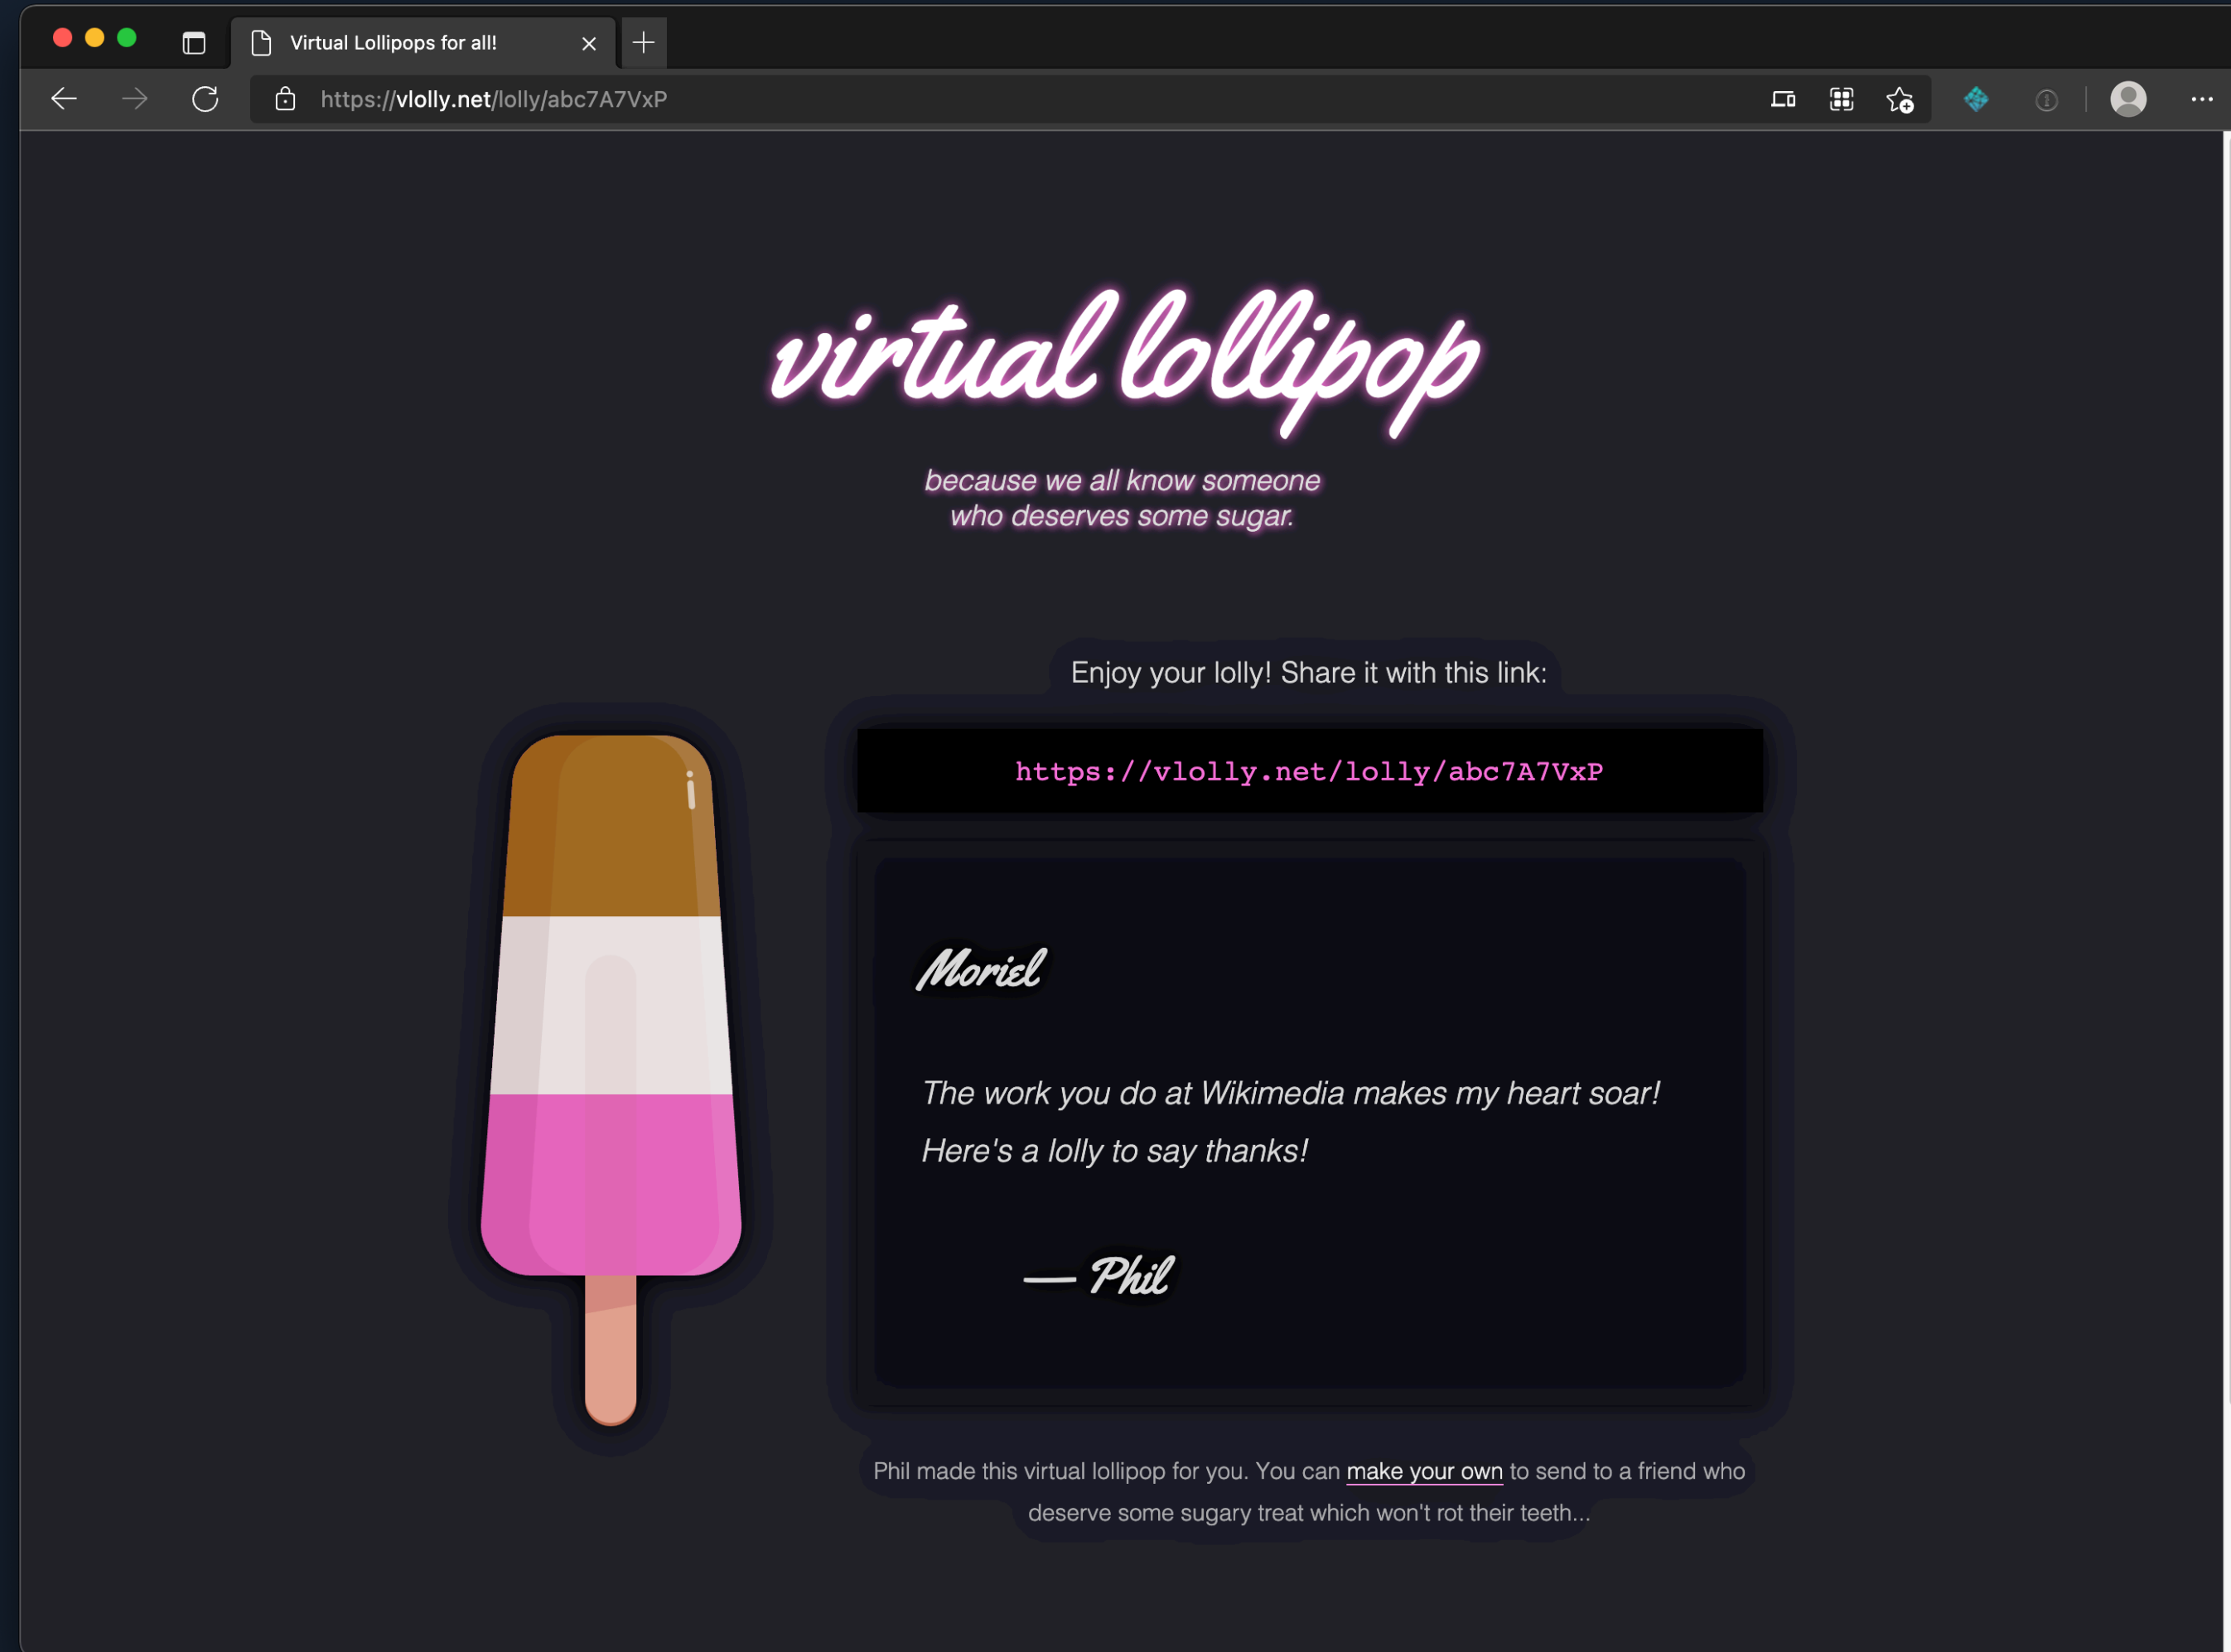 Virtual Lollipops for all!
https://vlolly.net/lolly/abc7A7VxP
virtual lollipop
because we all know someone
who deserves some sugar.
Enjoy your lolly! Share it with this link:
https://vlolly.net/lolly/abc7A7VxP
Moriel
The work you do at Wikimedia makes my heart soar!
Here's a lolly to say thanks!
— Phil
Phil made this virtual lollipop for you. You can make your own to send to a friend who
deserve some sugary treat which won't rot their teeth...